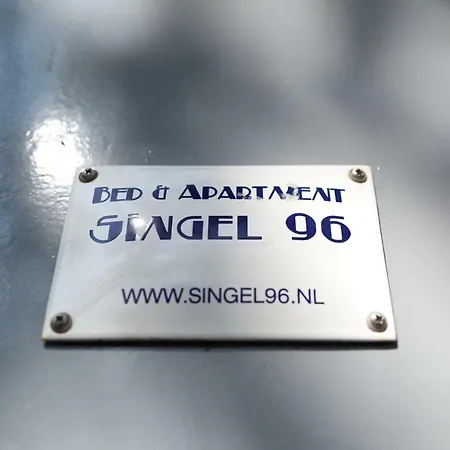 BED & APARTMENT
SINGEL 96
WWW.SINGEL96.NL